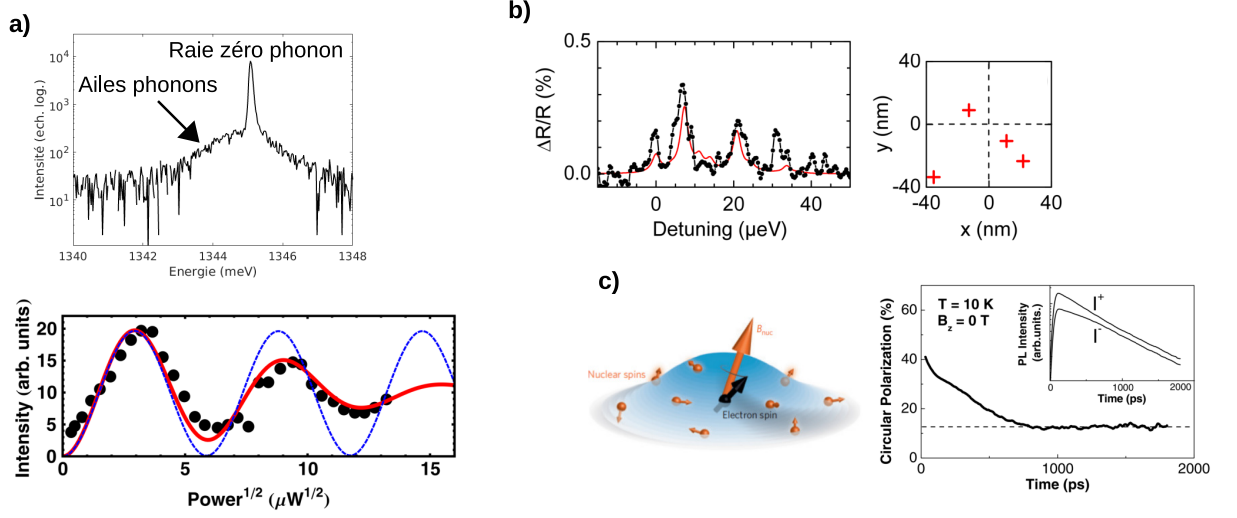 a)
Raie zéro phonon
Ailes phonons
Intensité (ech. log.)
10^4
10^3
10^2
10^1
1340 1342 1344 1346 1348
Energie (meV)
Intensity (arb. units)
20
15
10
5
0
0 5 10 15
Power^1/2 (μW^1/2)
b)
ΔR/R (%)
0.5
0.0
0 20 40
Detuning (μeV)
y (nm)
40
0
-40
-40 0 40
x (nm)
c)
B_nuc
Nuclear spins
Electron spin
Circular Polarization (%)
60
40
20
0
0 1000 2000
Time (ps)
T = 10 K
B_z = 0 T
PL Intensity
(arb.units.)
I^+
I^-
0 1000 2000
Time (ps)